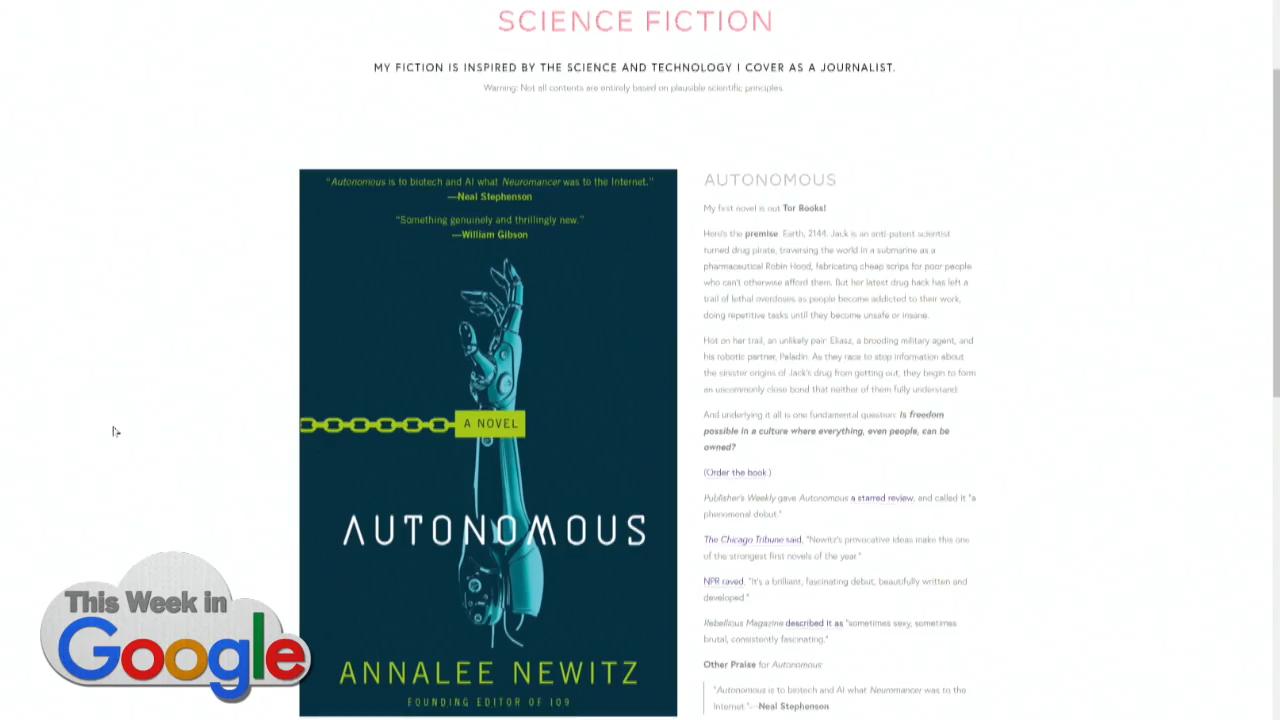 SCIENCE FICTION
MY FICTION IS INSPIRED BY THE SCIENCE AND TECHNOLOGY I COVER AS A JOURNALIST.
Warning: Not all contents are entirely based on plausible scientific principles.
"Autonomous is to biotech and AI what Neuromancer was to the Internet."
—Neal Stephenson
"Something genuinely and thrillingly new."
—William Gibson
A NOVEL
AUTONOMOUS
ANNALEE NEWITZ
FOUNDING EDITOR OF IO9
AUTONOMOUS
My first novel is out Tor Books!
Here's the premise: Earth, 2144. Jack is an anti-patent scientist
turned drug pirate, traversing the world in a submarine as a
pharmaceutical Robin Hood, fabricating cheap scrips for poor people
who can't otherwise afford them. But her latest drug hack has left a
trail of lethal overdoses as people become addicted to their work,
doing repetitive tasks until they become unsafe or insane.
Hot on her trail, an unlikely pair: Eliasz, a brooding military agent, and
his robotic partner, Paladin. As they race to stop information about
the sinister origins of Jack's drug from getting out, they begin to form
an uncommonly close bond that neither of them fully understand.
And underlying it all is one fundamental question: Is freedom
possible in a culture where everything, even people, can be
owned?
(Order the book.)
Publisher's Weekly gave Autonomous a starred review, and called it "a
phenomenal debut."
The Chicago Tribune said, "Newitz's provocative ideas make this one
of the strongest first novels of the year."
NPR raved, "It's a brilliant, fascinating debut, beautifully written and
developed."
Rebellious Magazine described it as "sometimes sexy, sometimes
brutal, consistently fascinating."
Other Praise for Autonomous:
"Autonomous is to biotech and AI what Neuromancer was to the
Internet."—Neal Stephenson
This Week in
Google